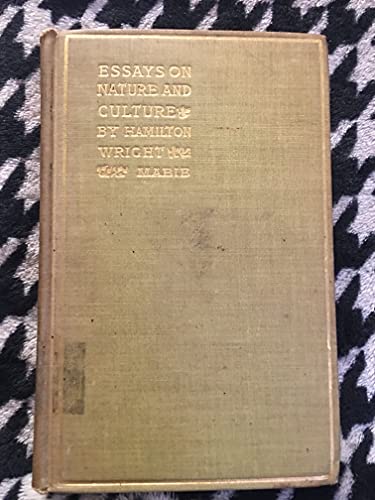 ESSAYS ON
NATURE AND
CULTURE
BY HAMILTON
WRIGHT
MABIE